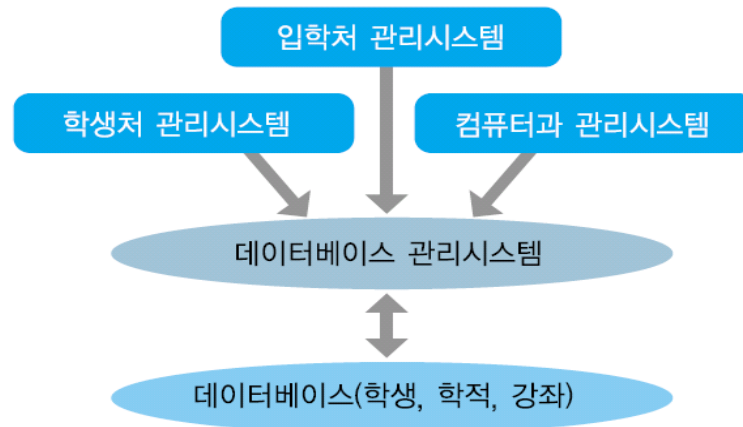 입학처 관리시스템
학생처 관리시스템
컴퓨터과 관리시스템
데이터베이스 관리시스템
데이터베이스(학생, 학적, 강좌)